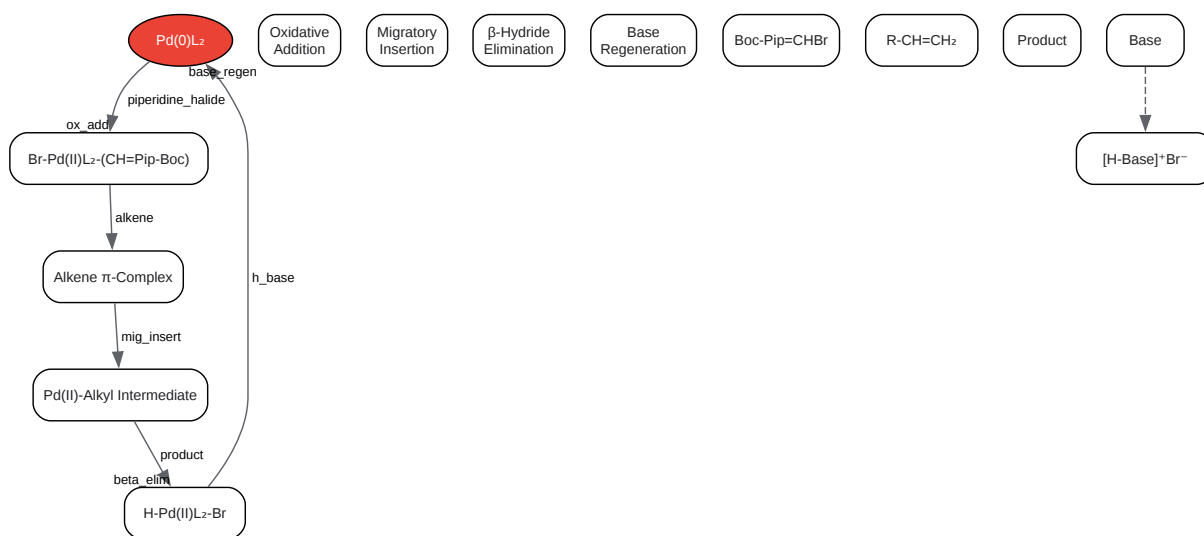 Pd(0)L₂
Oxidative
Addition
Migratory
Insertion
β-Hydride
Elimination
Base
Regeneration
Boc-Pip=CHBr
R-CH=CH₂
Product
Base
base_regen
piperidine_halide
ox_add
Br-Pd(II)L₂-(CH=Pip-Boc)
[H-Base]⁺Br⁻
alkene
Alkene π-Complex
h_base
mig_insert
Pd(II)-Alkyl Intermediate
product
beta_elim
H-Pd(II)L₂-Br